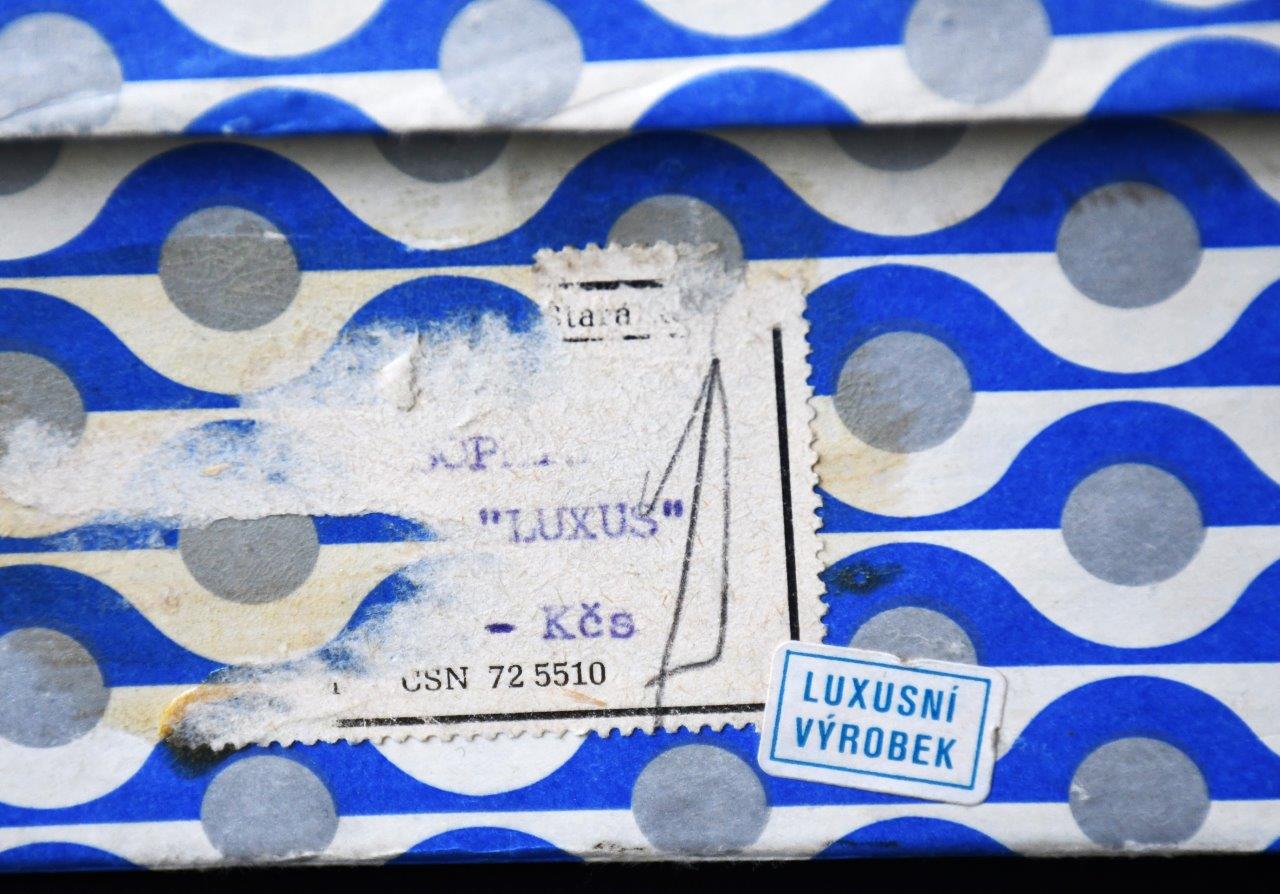 Stará
"LUXUS"
- Kčs
ČSN 72 5510
LUXUSNÍ
VÝROBEK